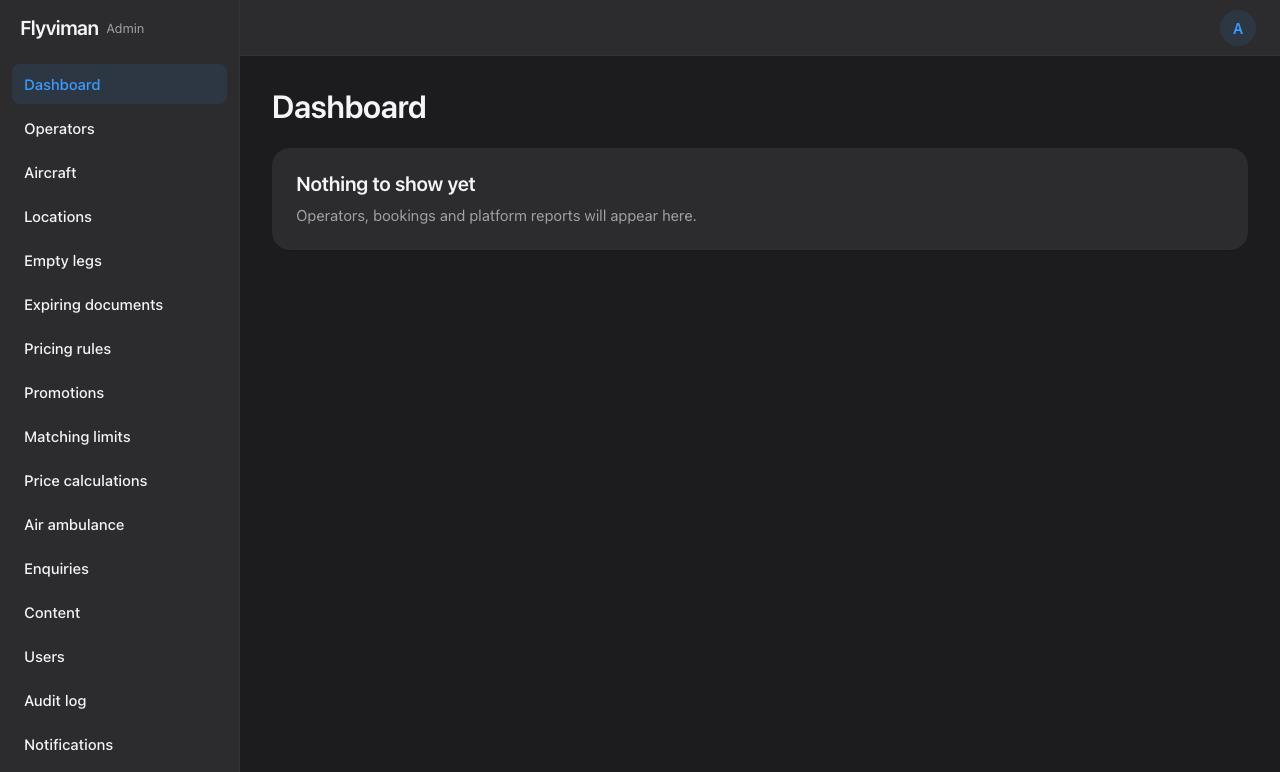 Flyviman Admin
A
Dashboard
Operators
Aircraft
Locations
Empty legs
Expiring documents
Pricing rules
Promotions
Matching limits
Price calculations
Air ambulance
Enquiries
Content
Users
Audit log
Notifications
Dashboard
Nothing to show yet
Operators, bookings and platform reports will appear here.